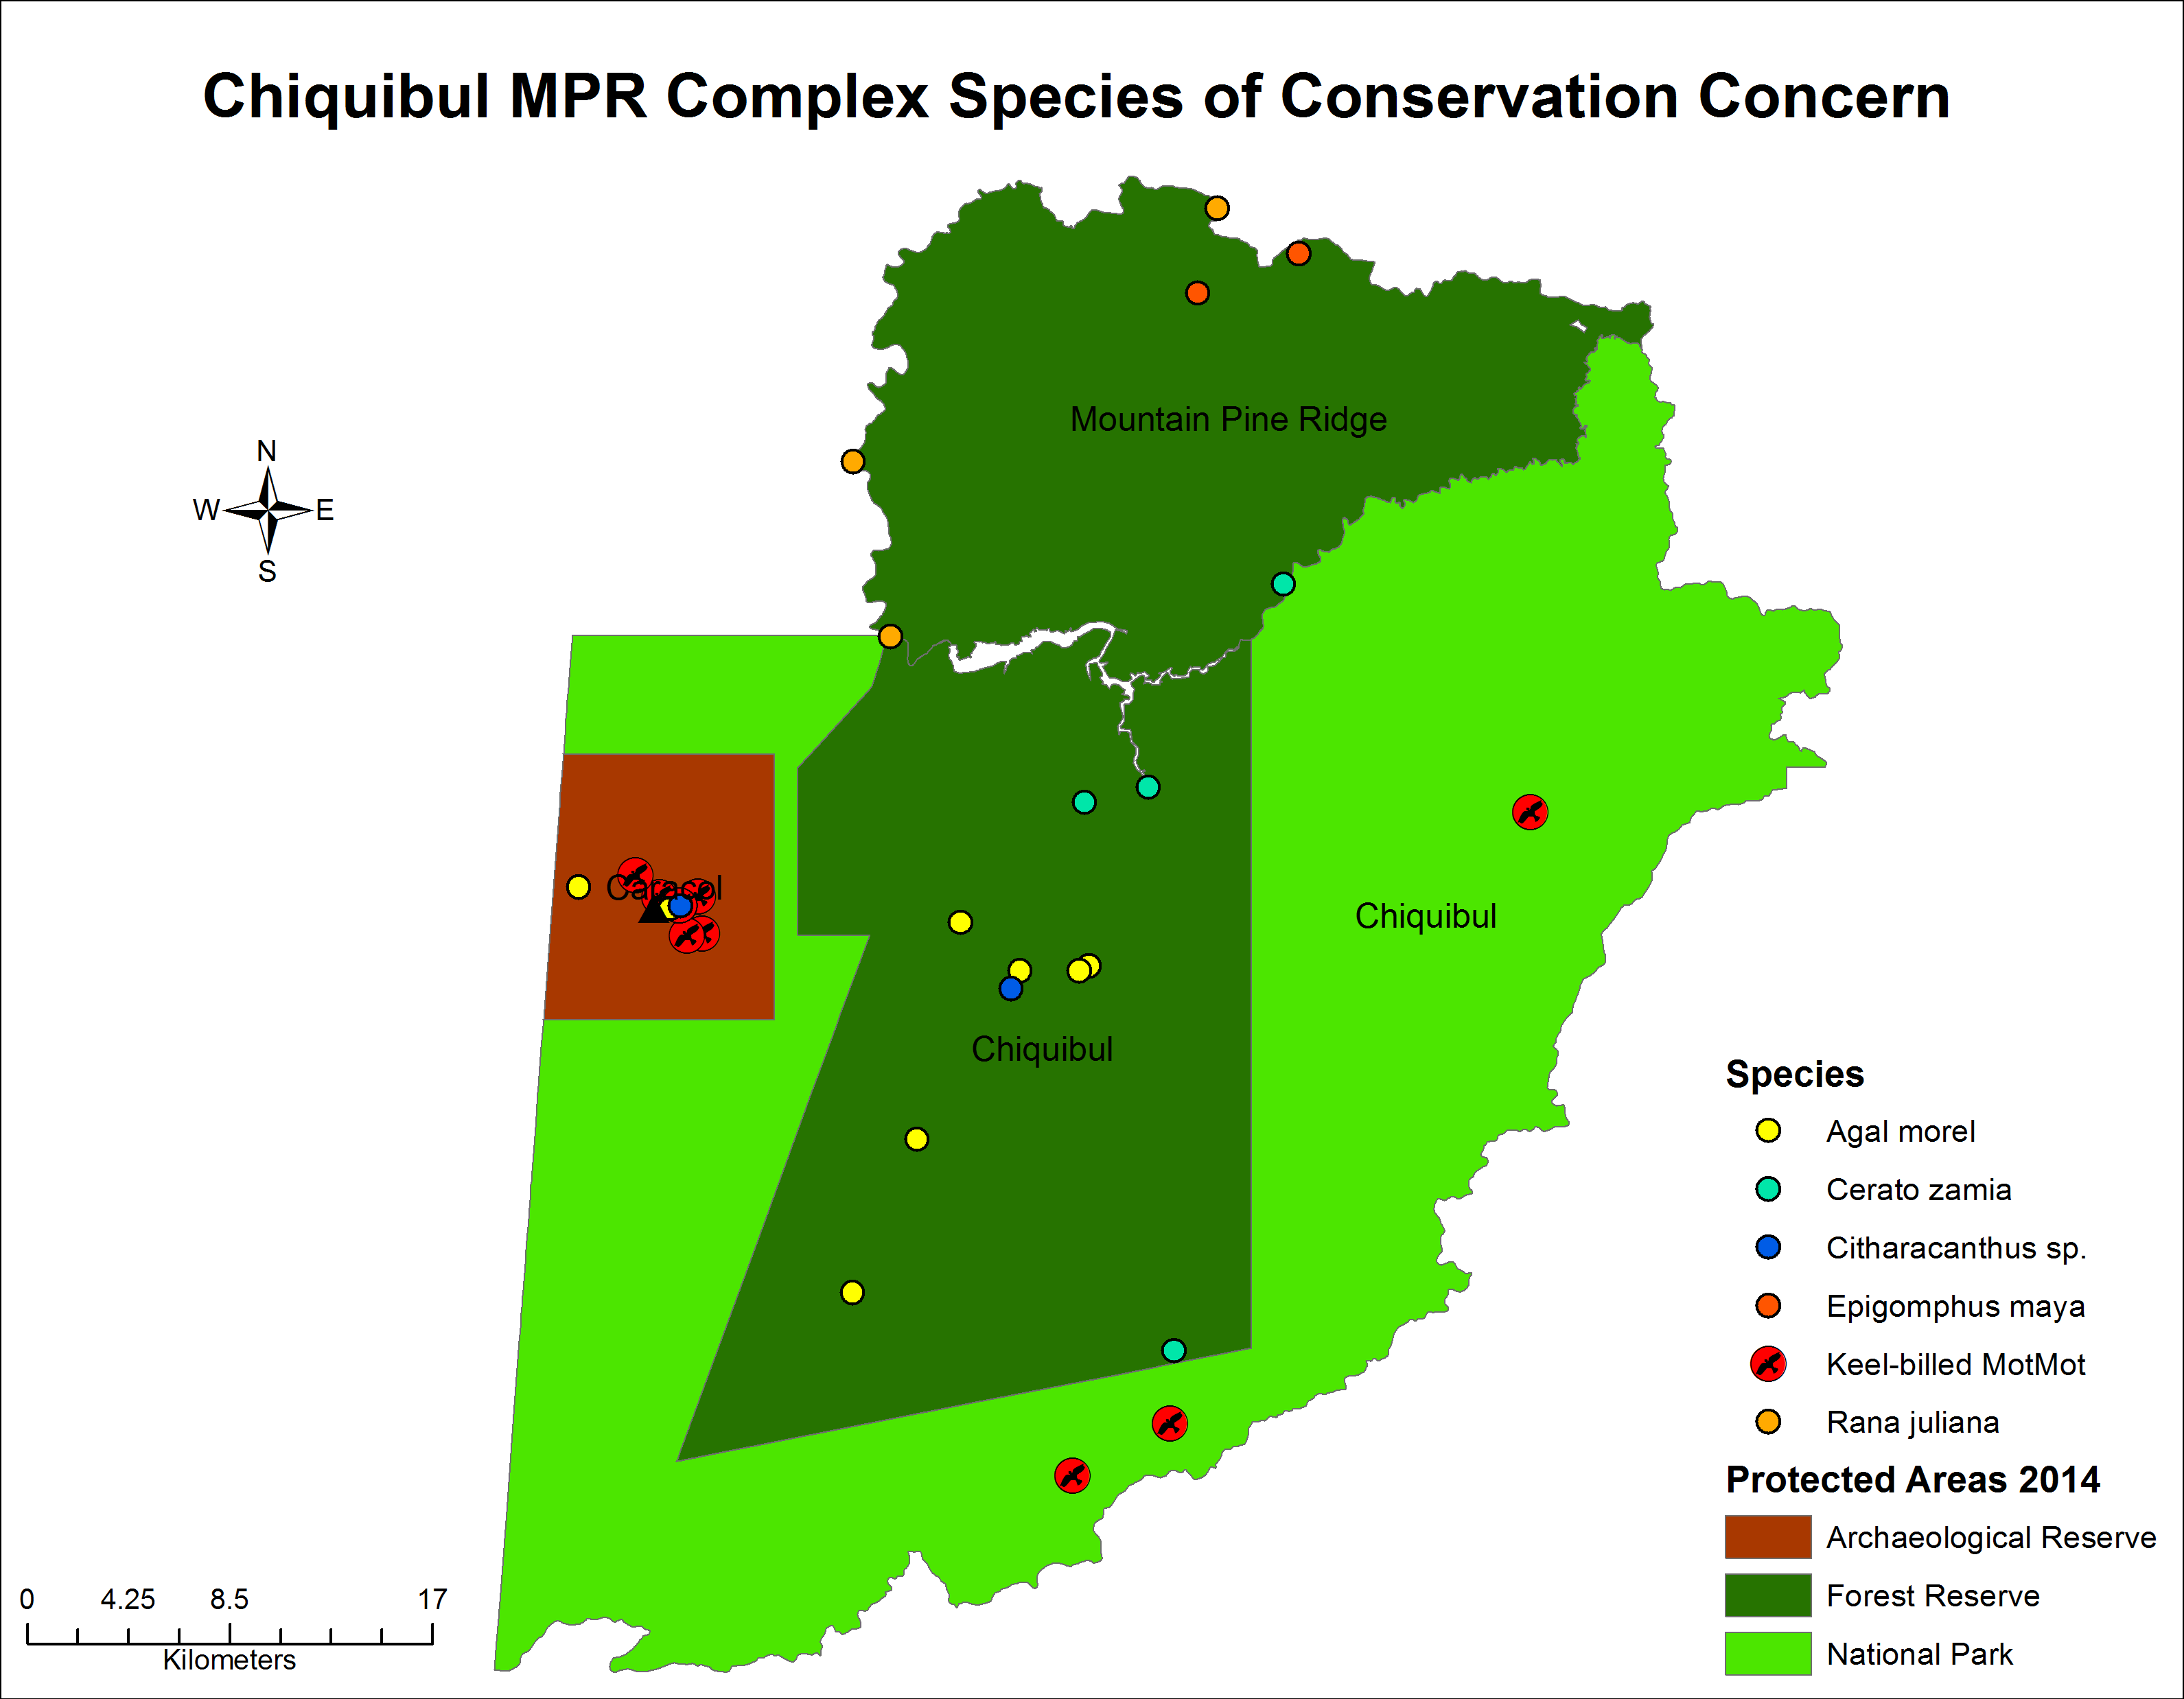 Chiquibul MPR Complex Species of Conservation Concern
Mountain Pine Ridge
N
W E
S
Caracol
Chiquibul
Chiquibul
Species
Agal morel
Cerato zamia
Citharacanthus sp.
Epigomphus maya
Keel-billed MotMot
Rana juliana
Protected Areas 2014
Archaeological Reserve
Forest Reserve
National Park
0 4.25 8.5 17
Kilometers